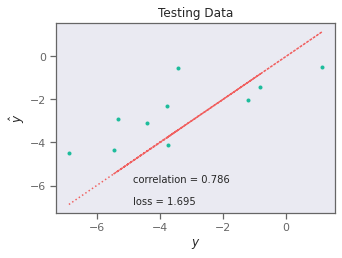 Testing Data
0
−2
−4
−6
ŷ
correlation = 0.786
loss = 1.695
−6
−4
−2
0
y